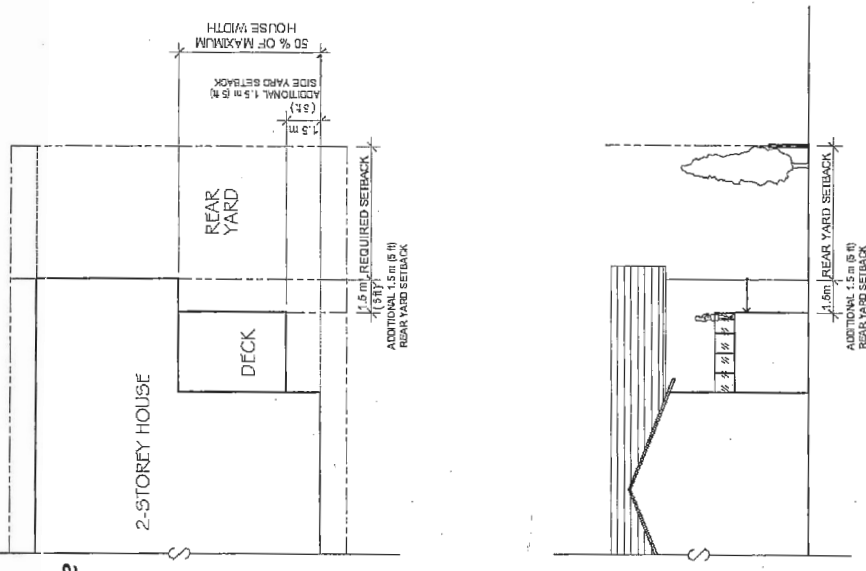 50 % OF MAXIMUM
HOUSE WIDTH
ADDITIONAL 1.5 m (5 ft)
SIDE YARD SETBACK
1.5 m
(5 ft)
REAR
YARD
2-STOREY HOUSE
DECK
1.5 m
(5 ft)
REQUIRED SETBACK
ADDITIONAL 1.5 m (5 ft)
REAR YARD SETBACK
1.5m
REAR YARD SETBACK
ADDITIONAL 1.5 m (5 ft)
REAR YARD SETBACK